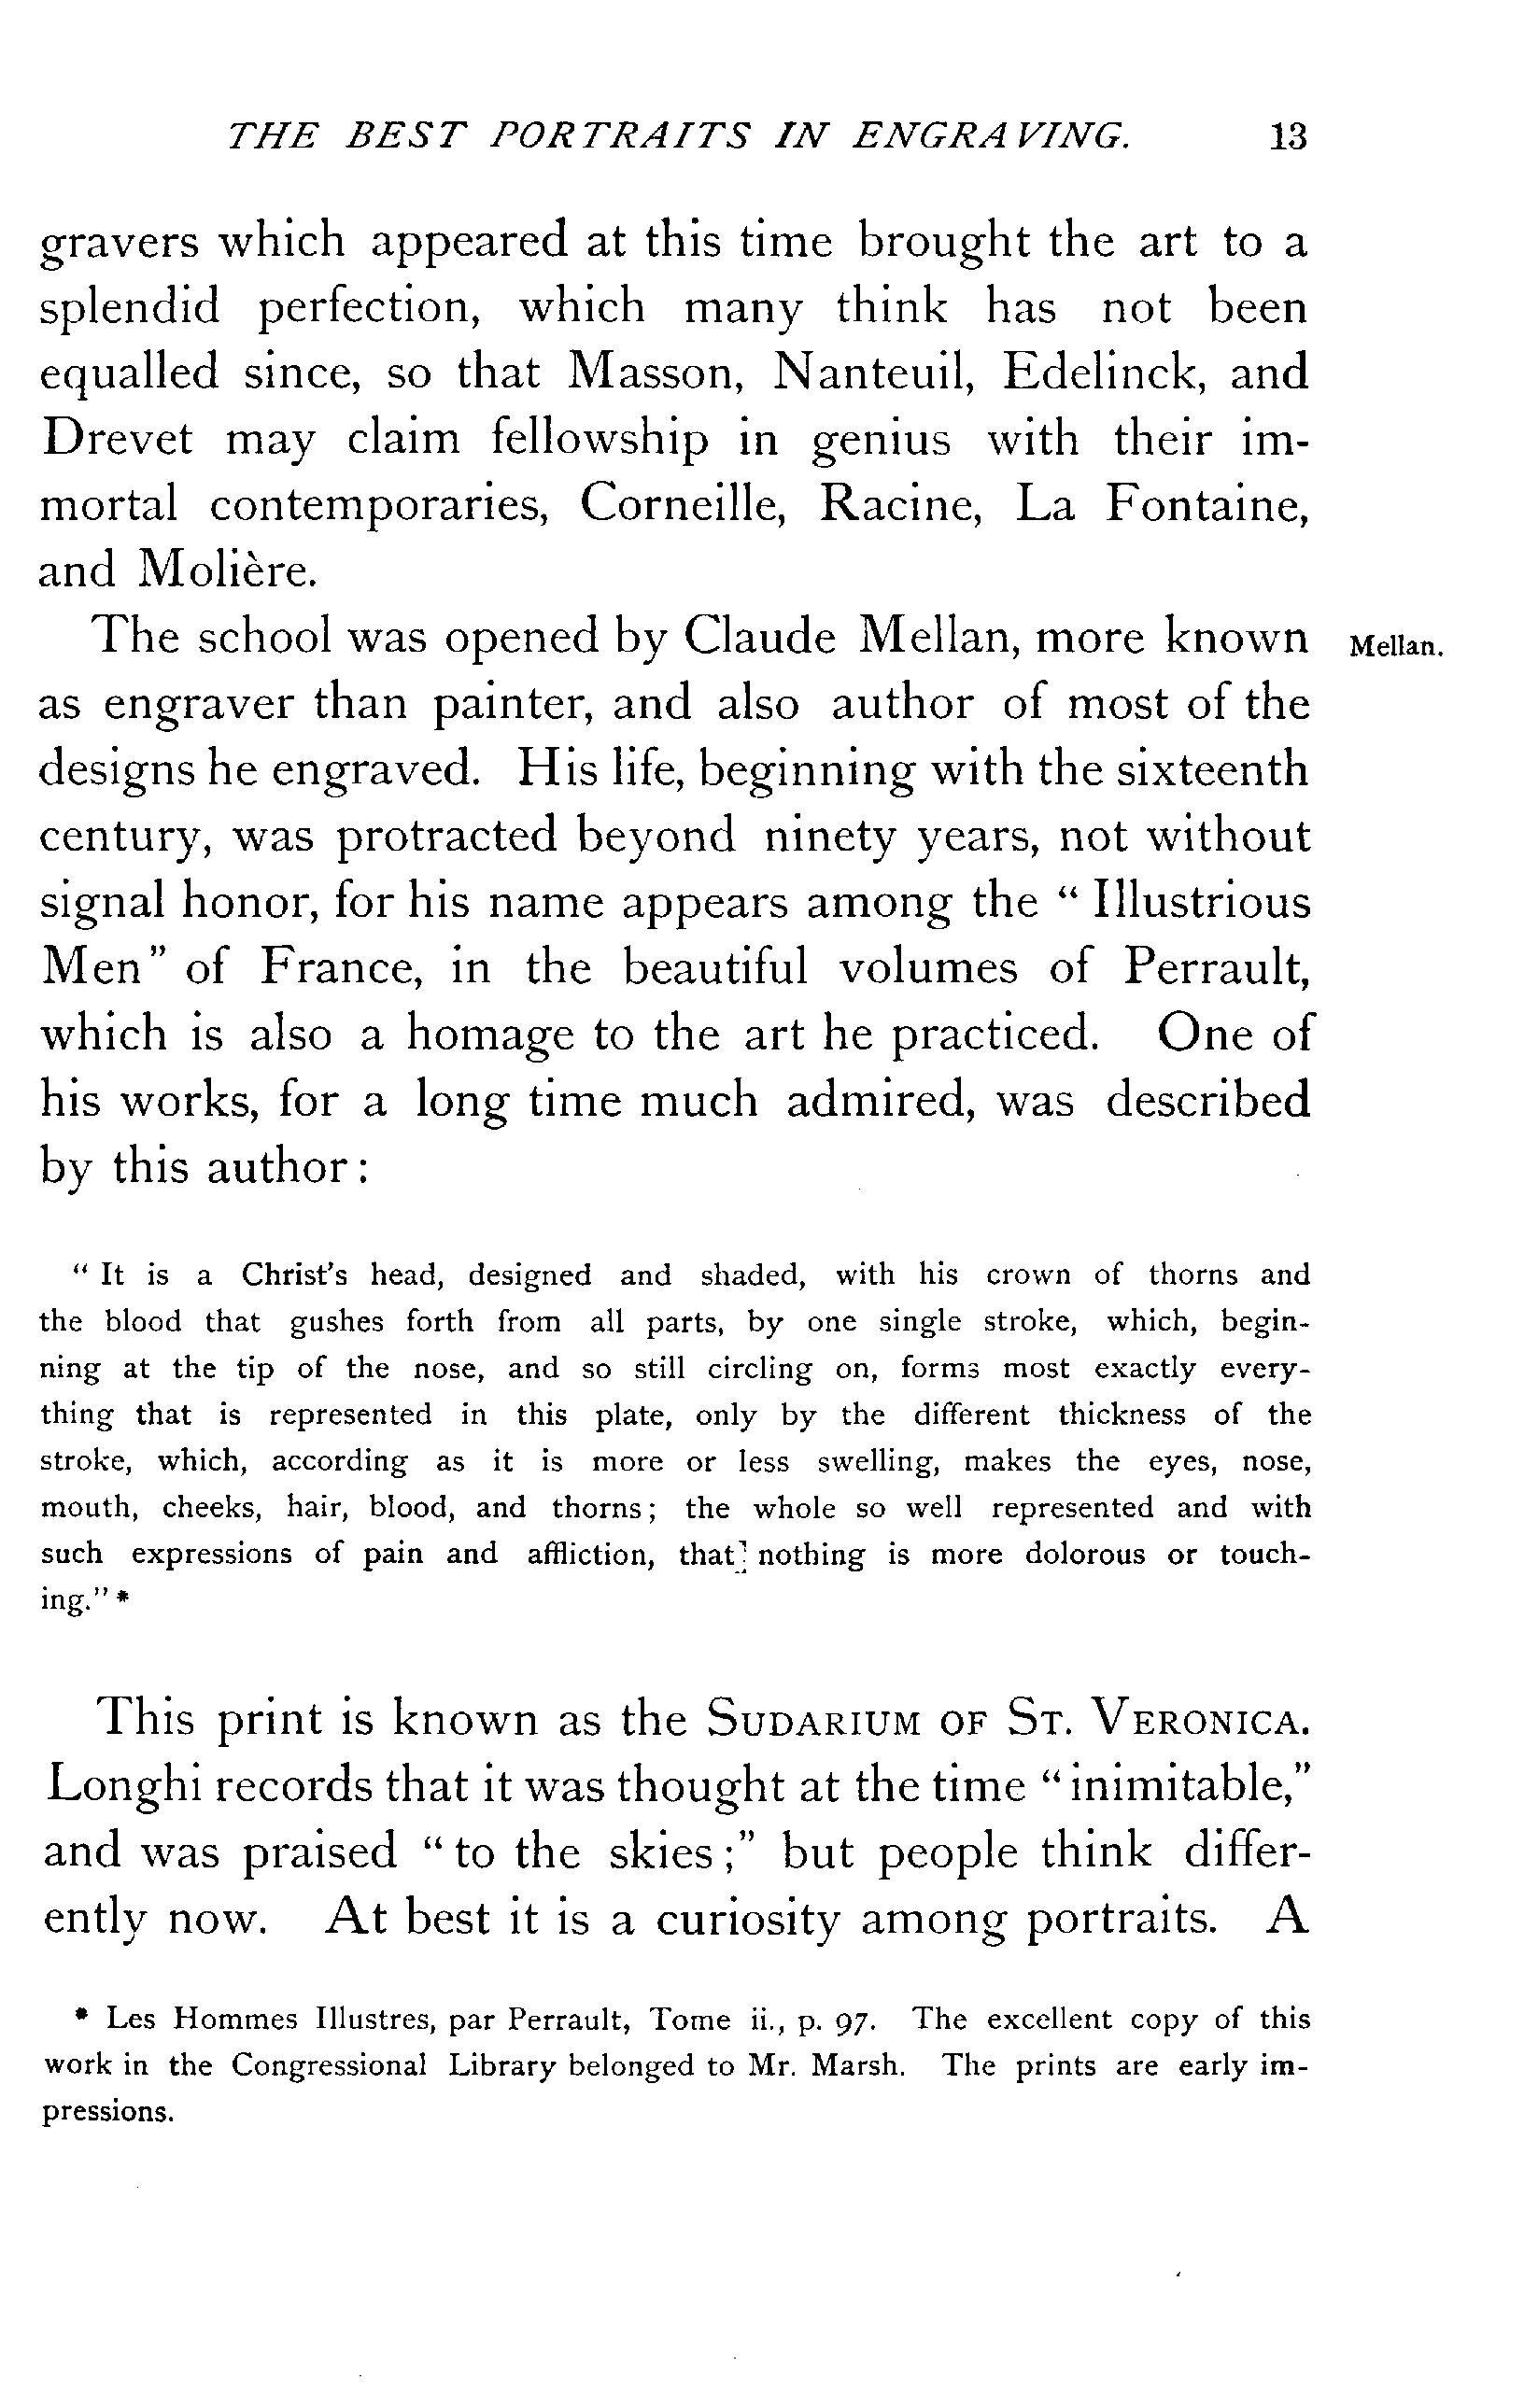 THE BEST PORTRAITS IN ENGRAVING. 13
gravers which appeared at this time brought the art to a
splendid perfection, which many think has not been
equalled since, so that Masson, Nanteuil, Edelinck, and
Drevet may claim fellowship in genius with their im-
mortal contemporaries, Corneille, Racine, La Fontaine,
and Molière.
The school was opened by Claude Mellan, more known Mellan.
as engraver than painter, and also author of most of the
designs he engraved. His life, beginning with the sixteenth
century, was protracted beyond ninety years, not without
signal honor, for his name appears among the “ Illustrious
Men” of France, in the beautiful volumes of Perrault,
which is also a homage to the art he practiced. One of
his works, for a long time much admired, was described
by this author:
“ It is a Christ’s head, designed and shaded, with his crown of thorns and
the blood that gushes forth from all parts, by one single stroke, which, begin-
ning at the tip of the nose, and so still circling on, forms most exactly every-
thing that is represented in this plate, only by the different thickness of the
stroke, which, according as it is more or less swelling, makes the eyes, nose,
mouth, cheeks, hair, blood, and thorns; the whole so well represented and with
such expressions of pain and affliction, that nothing is more dolorous or touch-
ing.” *
This print is known as the SUDARIUM OF ST. VERONICA.
Longhi records that it was thought at the time “ inimitable,”
and was praised “ to the skies ;” but people think differ-
ently now. At best it is a curiosity among portraits. A
* Les Hommes Illustres, par Perrault, Tome ii., p. 97. The excellent copy of this
work in the Congressional Library belonged to Mr. Marsh. The prints are early im-
pressions.